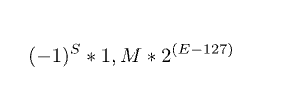 (−1)^S ∗ 1, M ∗ 2^(E−127)